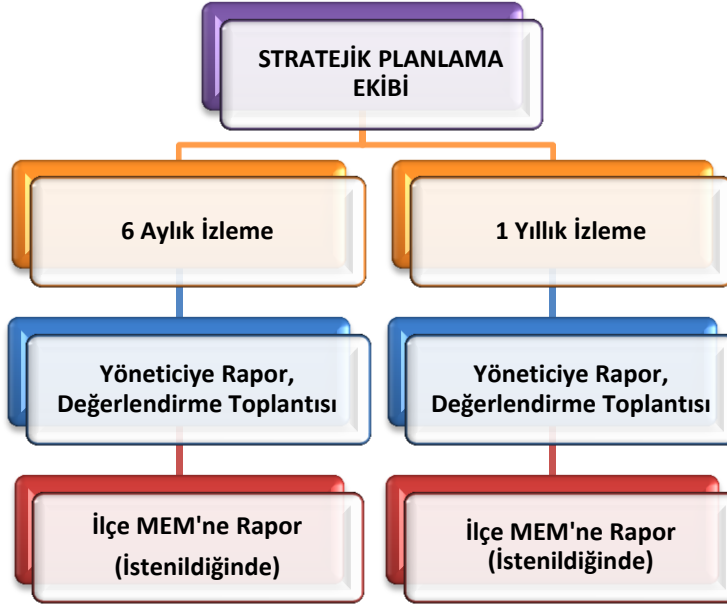 STRATEJİK PLANLAMA
EKİBİ
6 Aylık İzleme
1 Yıllık İzleme
Yöneticiye Rapor,
Değerlendirme Toplantısı
Yöneticiye Rapor,
Değerlendirme Toplantısı
İlçe MEM'ne Rapor
(İstenildiğinde)
İlçe MEM'ne Rapor
(İstenildiğinde)